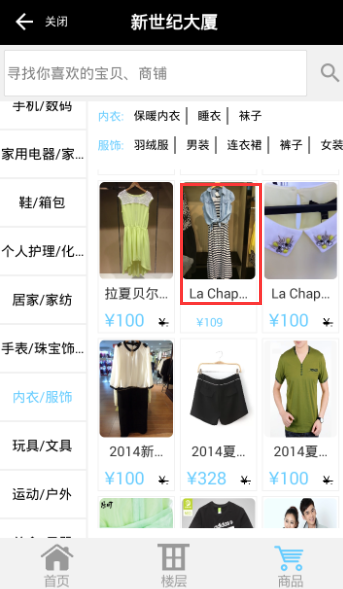 关闭
新世纪大厦
寻找你喜欢的宝贝、商铺
手机/数码
家用电器/家...
鞋/箱包
个人护理/化...
居家/家纺
手表/珠宝饰...
内衣/服饰
玩具/文具
运动/户外
内衣: 保暖内衣 | 睡衣 | 袜子
服饰: 羽绒服 | 男装 | 连衣裙 | 裤子 | 女装
拉夏贝尔...
La Chap...
La Chap...
¥100 ¥..
¥109
¥100 ¥..
2014新...
2014夏...
2014夏...
¥100 ¥..
¥328 ¥..
¥100 ¥..
首页
楼层
商品